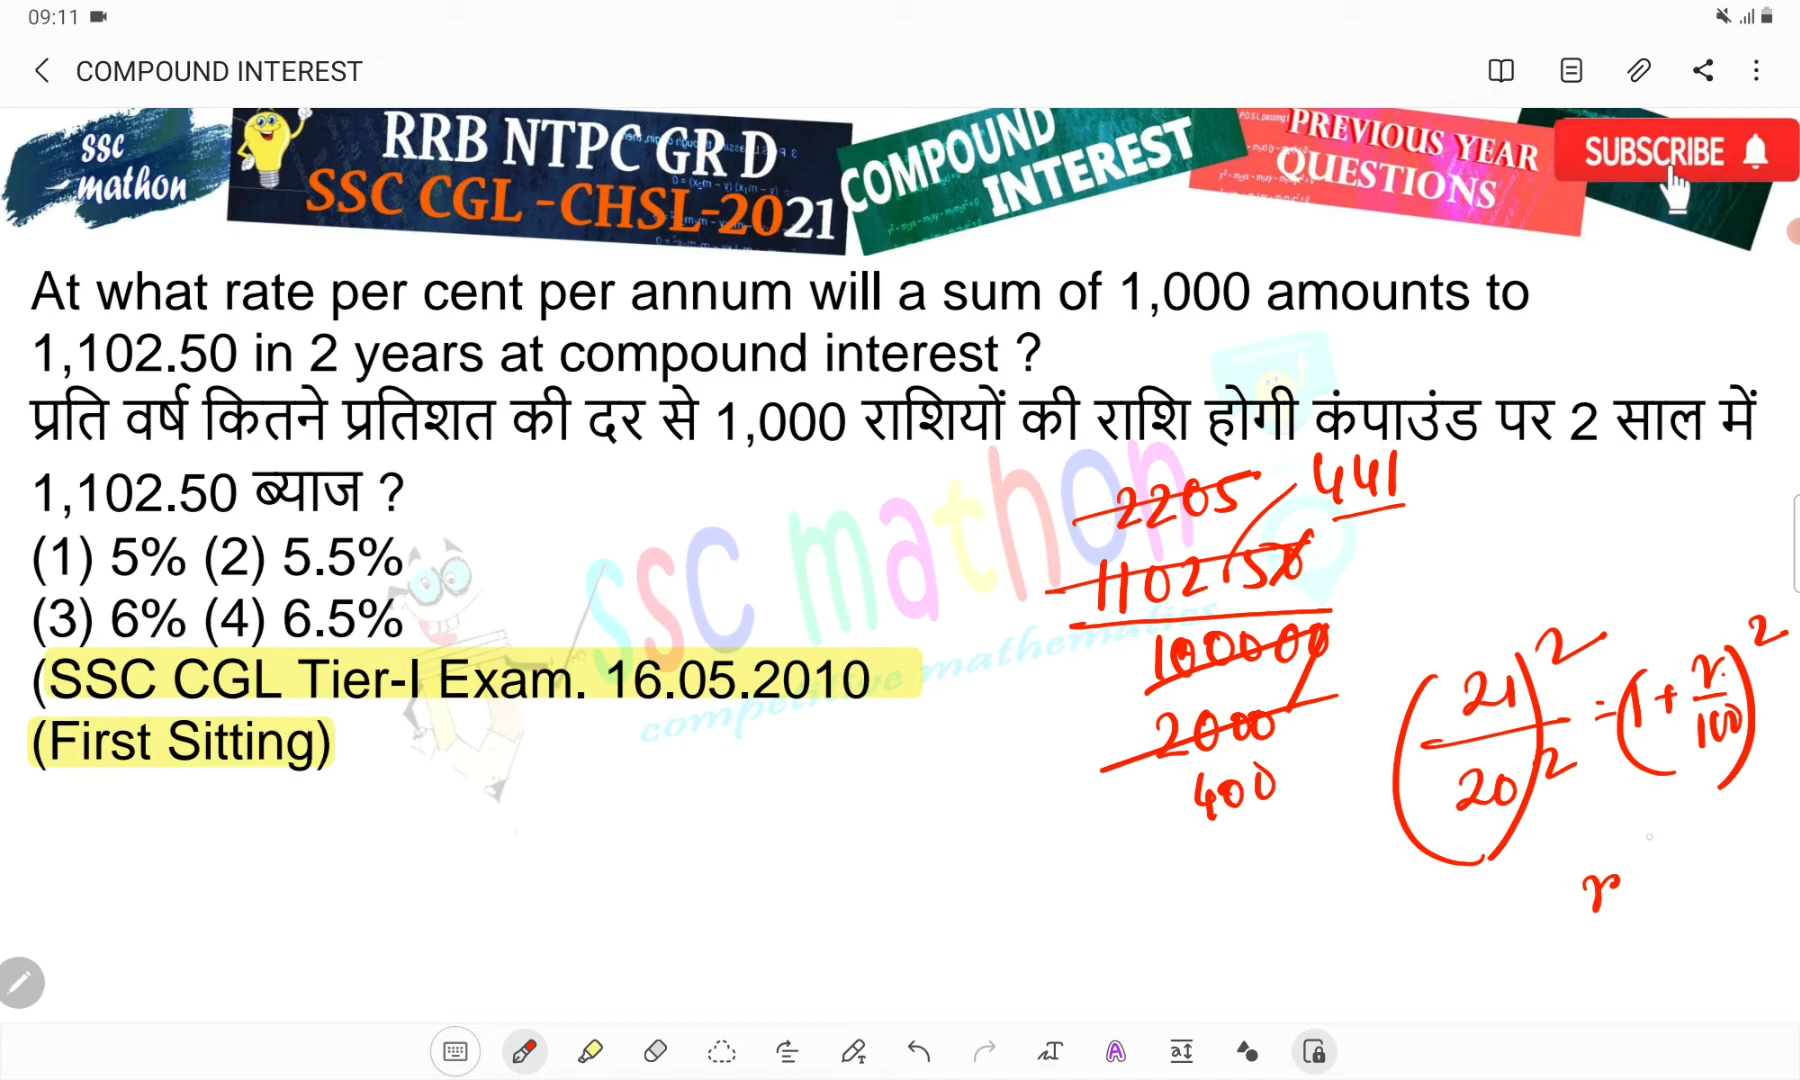 09:11
COMPOUND INTEREST
SSC
mathon
RRB NTPC GR D
SSC CGL -CHSL-2021
COMPOUND
INTEREST
PREVIOUS YEAR
QUESTIONS
SUBSCRIBE
At what rate per cent per annum will a sum of 1,000 amounts to
1,102.50 in 2 years at compound interest ?
प्रति वर्ष कितने प्रतिशत की दर से 1,000 राशियों की राशि होगी कंपाउंड पर 2 साल में
1,102.50 ब्याज ?
(1) 5% (2) 5.5%
(3) 6% (4) 6.5%
(SSC CGL Tier-I Exam. 16.05.2010
(First Sitting)
ssc mathon
competitive mathematics
2205
441
1102.50
100000
2000
400
(21/20)^2 = (1 + r/100)^2
2
r